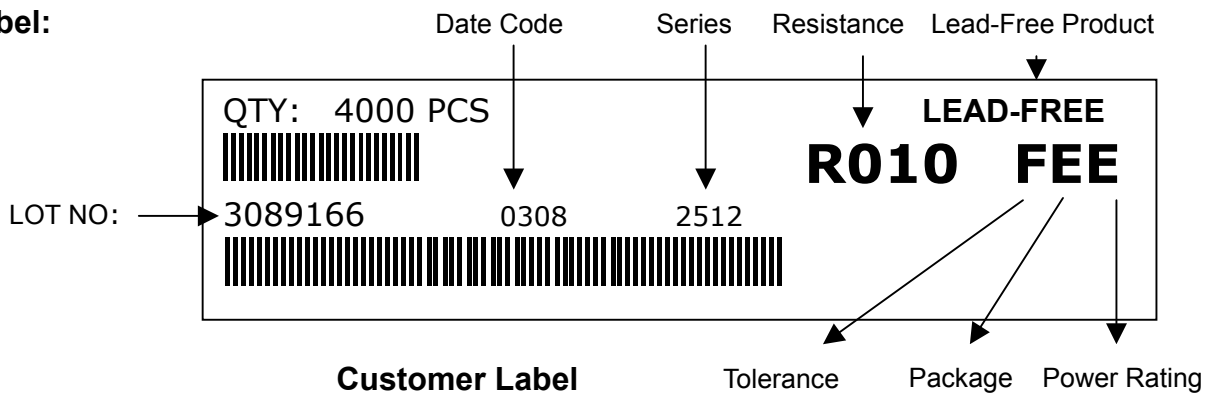 bel:
Date Code Series Resistance Lead-Free Product
QTY: 4000 PCS LEAD-FREE
R010 FEE
LOT NO: 3089166 0308 2512
Customer Label Tolerance Package Power Rating